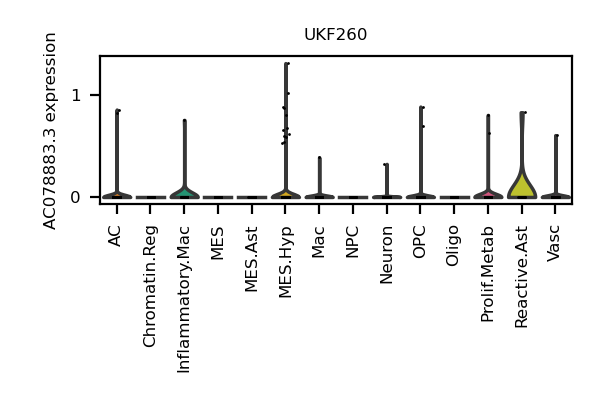 UKF260
AC078883.3 expression
1
0
AC
Chromatin.Reg
Inflammatory.Mac
MES
MES.Ast
MES.Hyp
Mac
NPC
Neuron
OPC
Oligo
Prolif.Metab
Reactive.Ast
Vasc